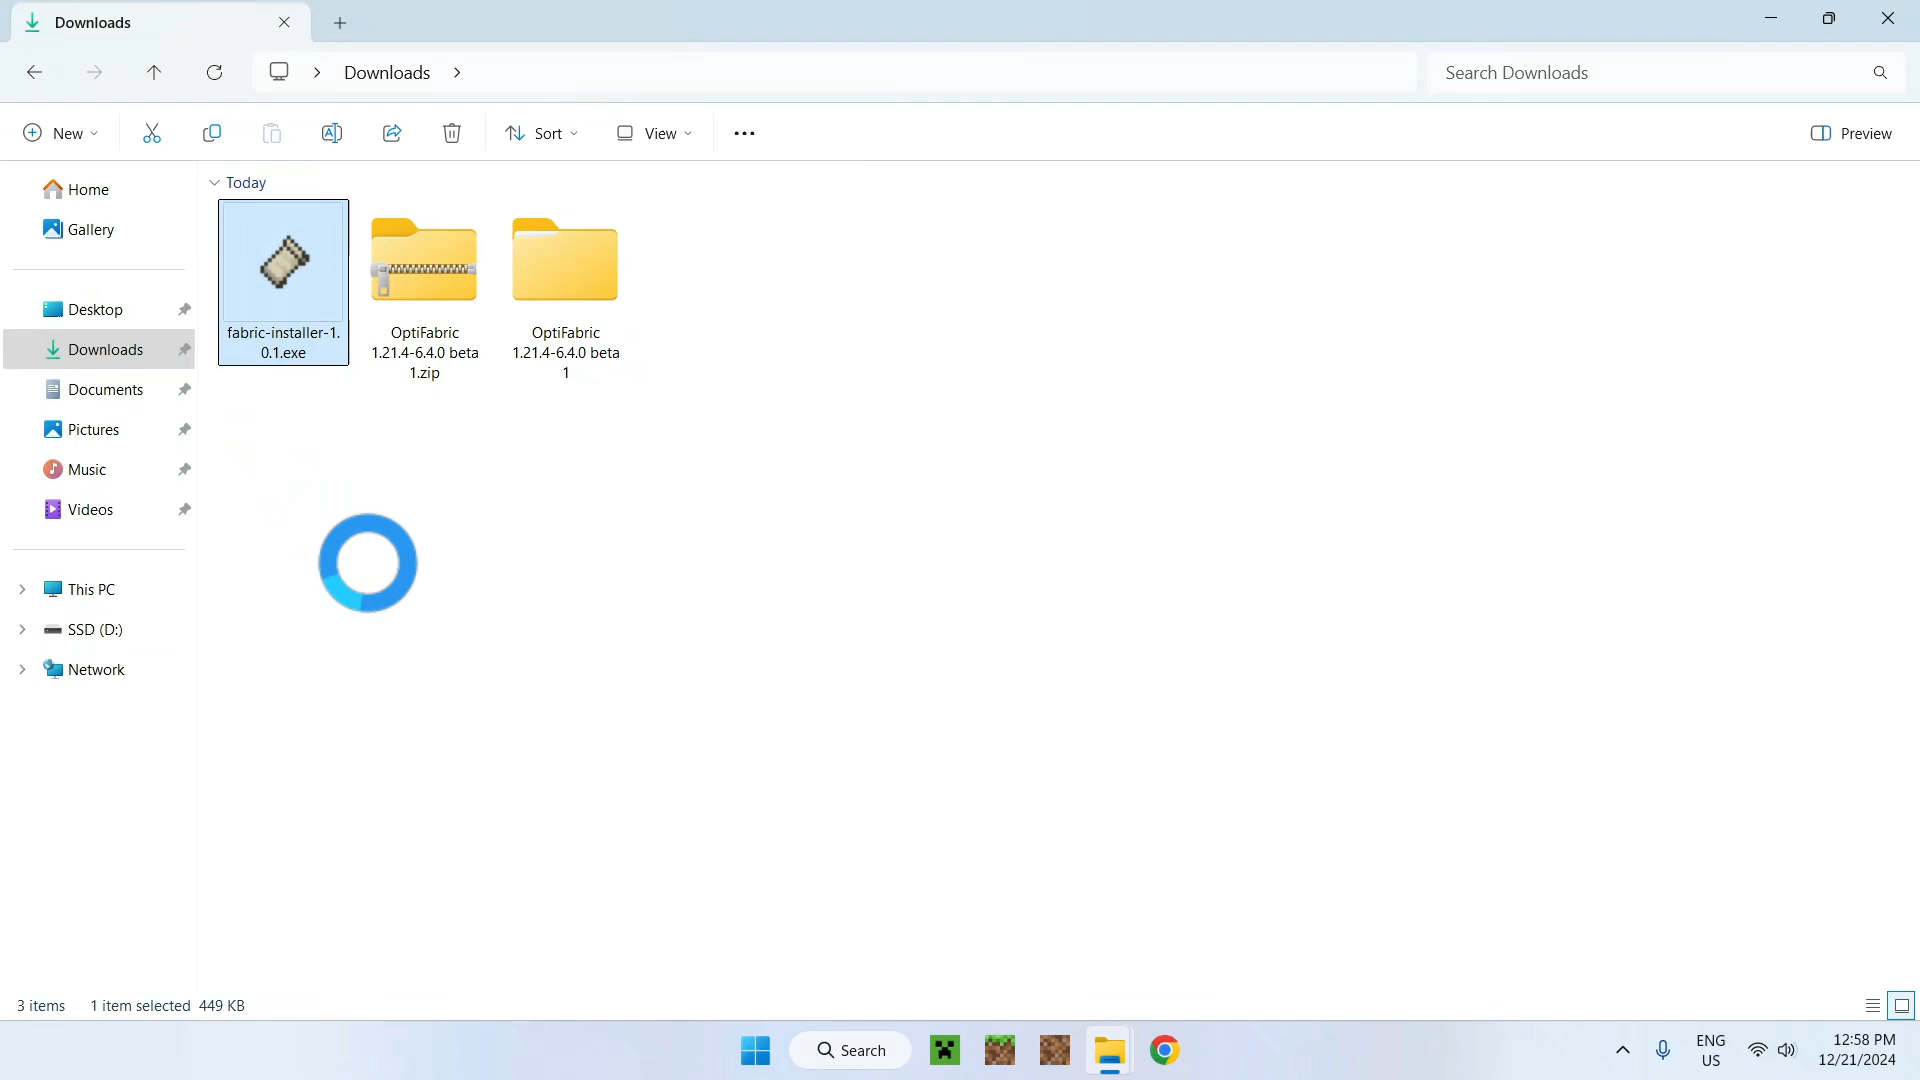 Downloads
Downloads
Search Downloads
New
Sort
View
Preview
Home
Gallery
Desktop
Downloads
Documents
Pictures
Music
Videos
This PC
SSD (D:)
Network
Today
fabric-installer-1.
0.1.exe
OptiFabric
1.21.4-6.4.0 beta
1.zip
OptiFabric
1.21.4-6.4.0 beta
1
3 items
1 item selected 449 KB
Search
ENG
US
12:58 PM
12/21/2024